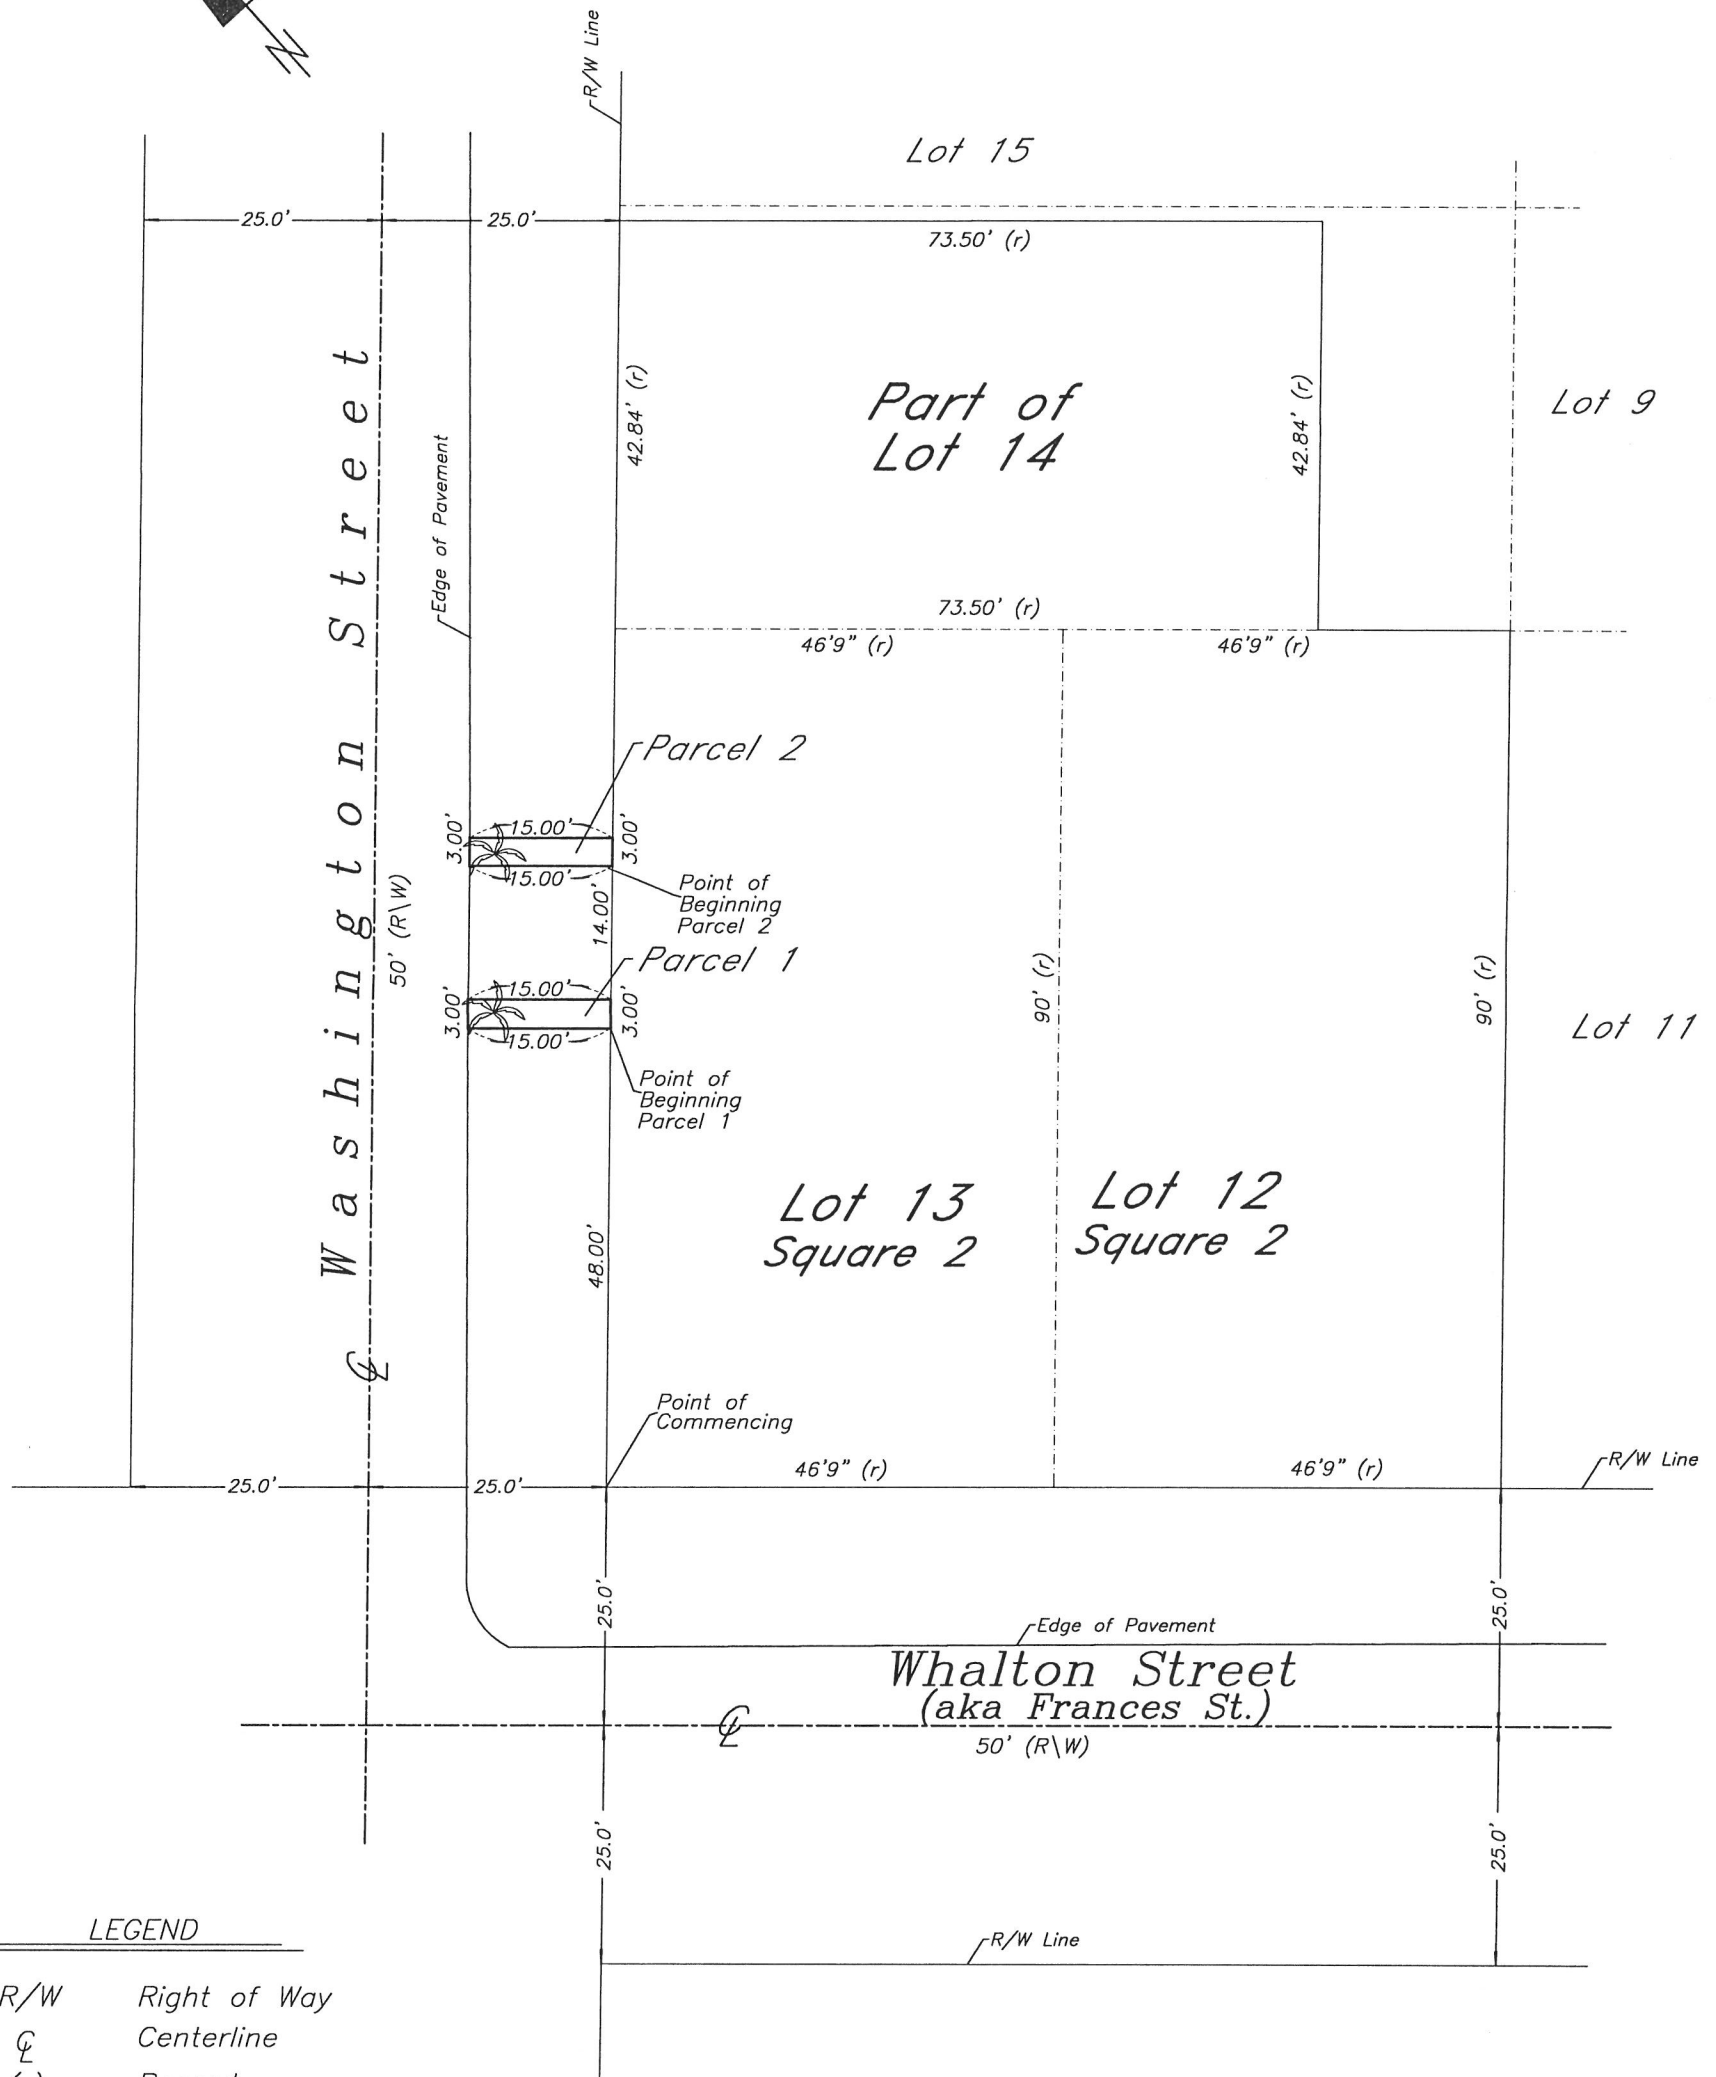 N
R/W Line
Lot 15
25.0'
25.0'
73.50' (r)
42.84' (r)
42.84' (r)
Part of
Lot 14
Lot 9
Edge of Pavement
Washington Street
50' (R\W)
73.50' (r)
46'9" (r)
46'9" (r)
Parcel 2
3.00'
15.00'
3.00'
15.00'
Point of
Beginning
Parcel 2
14.00'
Parcel 1
3.00'
15.00'
3.00'
15.00'
Point of
Beginning
Parcel 1
90' (r)
90' (r)
Lot 11
Lot 13
Square 2
Lot 12
Square 2
48.00'
℄
Point of
Commencing
25.0'
25.0'
46'9" (r)
46'9" (r)
R/W Line
25.0'
25.0'
Edge of Pavement
Whalton Street
(aka Frances St.)
℄
50' (R\W)
25.0'
25.0'
R/W Line
LEGEND
R/W Right of Way
℄ Centerline